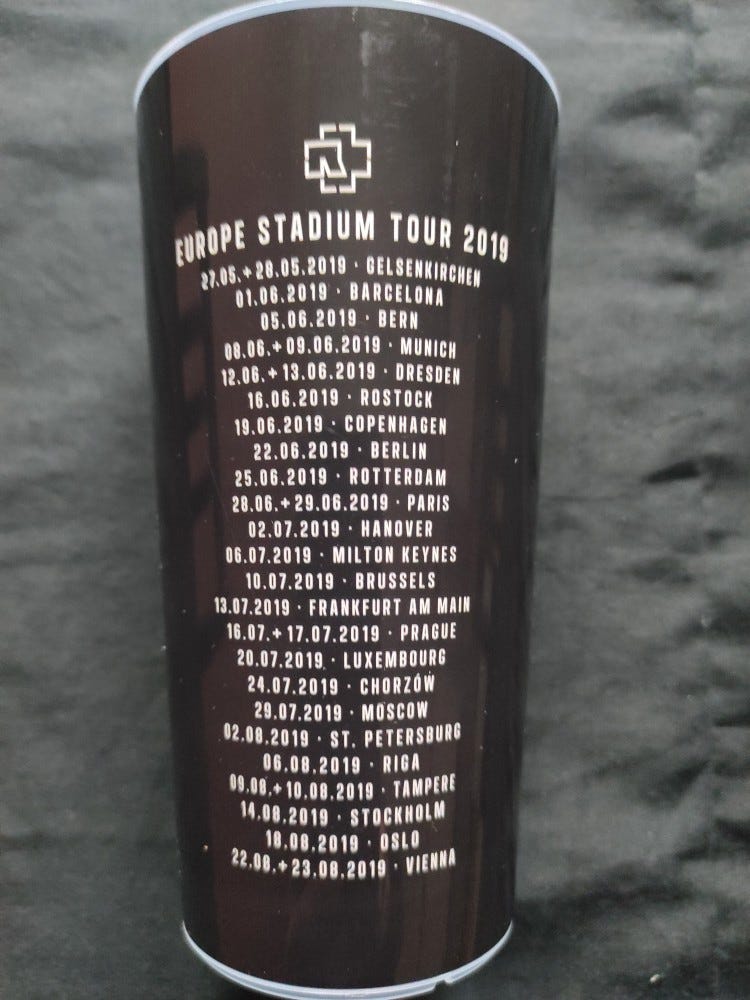 EUROPE STADIUM TOUR 2019
27.05.+28.05.2019 · GELSENKIRCHEN
01.06.2019 · BARCELONA
05.06.2019 · BERN
08.06.+09.06.2019 · MUNICH
12.06.+13.06.2019 · DRESDEN
16.06.2019 · ROSTOCK
19.06.2019 · COPENHAGEN
22.06.2019 · BERLIN
25.06.2019 · ROTTERDAM
28.06.+29.06.2019 · PARIS
02.07.2019 · HANOVER
06.07.2019 · MILTON KEYNES
10.07.2019 · BRUSSELS
13.07.2019 · FRANKFURT AM MAIN
16.07.+17.07.2019 · PRAGUE
20.07.2019 · LUXEMBOURG
24.07.2019 · CHORZÓW
29.07.2019 · MOSCOW
02.08.2019 · ST. PETERSBURG
06.08.2019 · RIGA
09.08.+10.08.2019 · TAMPERE
14.08.2019 · STOCKHOLM
18.08.2019 · OSLO
22.08.+23.08.2019 · VIENNA